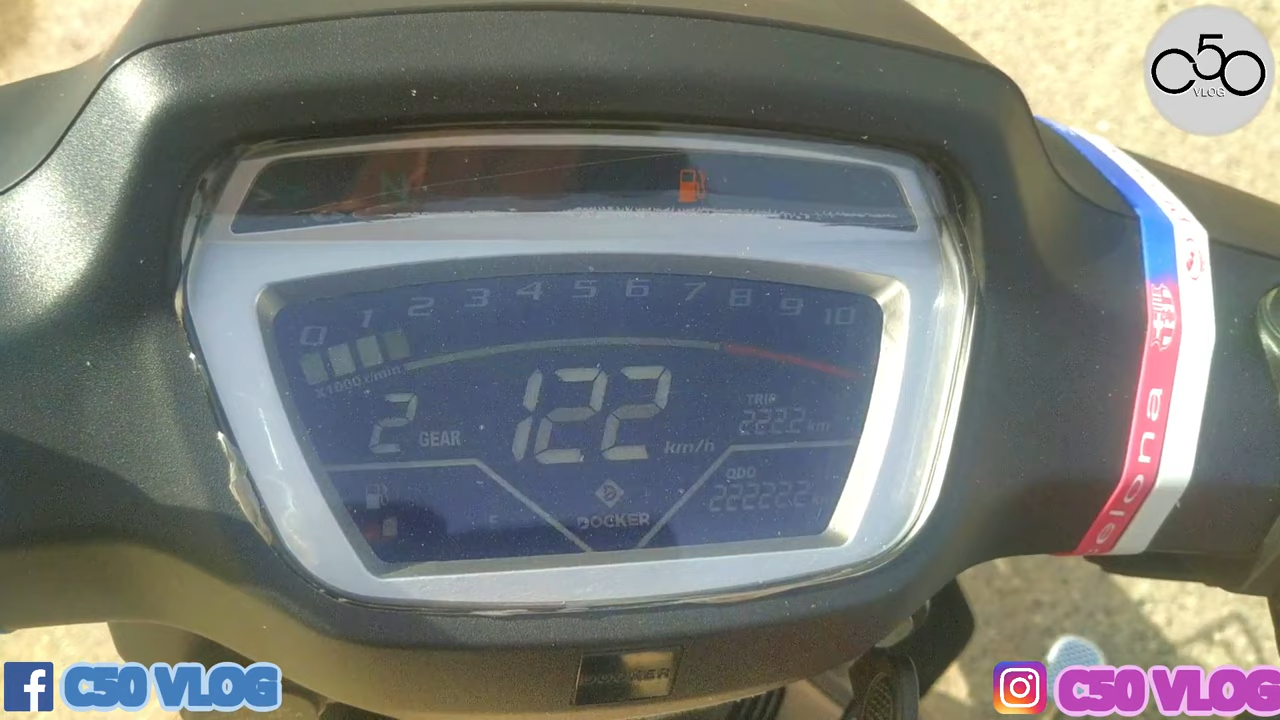 C50
VLOG
N
0 1 2 3 4 5 6 7 8 9 10
x1000 r/min
2 GEAR
122 km/h
TRIP
222.2 km
ODO
22222.2
E
DOCKER
elona
C50 VLOG
C50 VLOG